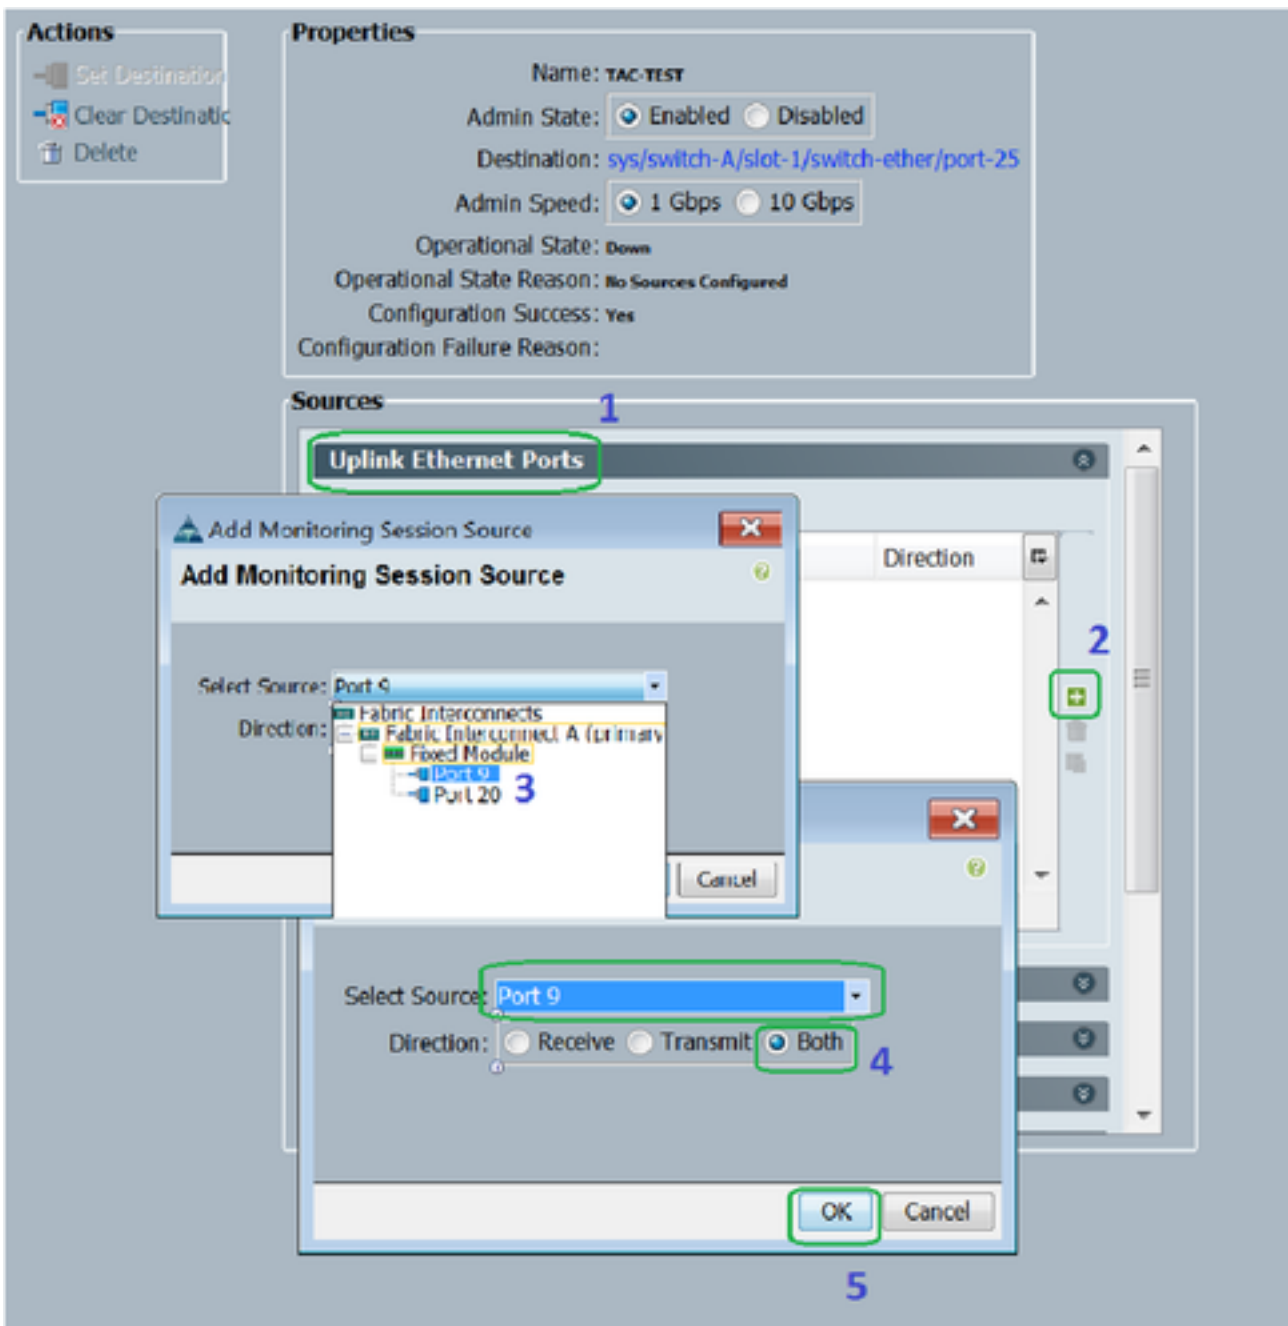 Actions
Set Destination
Clear Destinatic
Delete
Properties
Name: TAC-TEST
Admin State: Enabled Disabled
Destination: sys/switch-A/slot-1/switch-ether/port-25
Admin Speed: 1 Gbps 10 Gbps
Operational State: Down
Operational State Reason: No Sources Configured
Configuration Success: Yes
Configuration Failure Reason:
Sources
1
Uplink Ethernet Ports
Add Monitoring Session Source
Add Monitoring Session Source
Direction
2
Select Source: Port 9
Direction:
Fabric Interconnects
Fabric Interconnect A (primary
Fixed Module
Port 9
Port 20
3
Cancel
Select Source: Port 9
Direction: Receive Transmit Both
4
OK Cancel
5